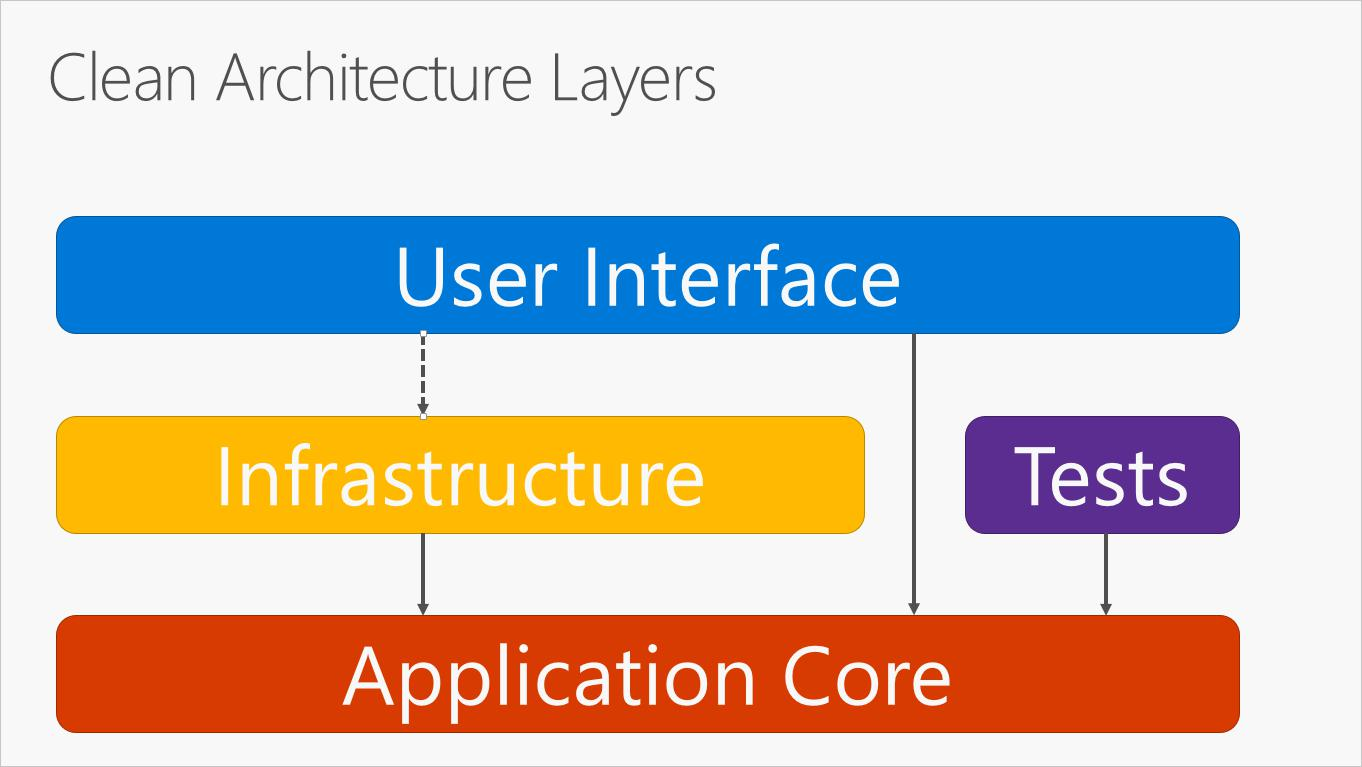 Clean Architecture Layers
User Interface
Infrastructure
Tests
Application Core